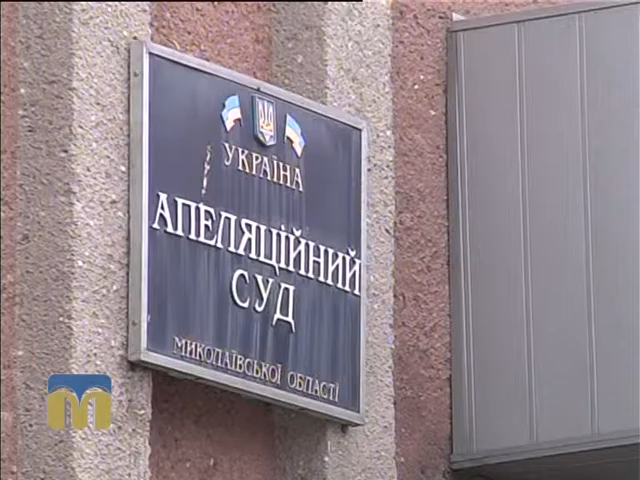 УКРАЇНА
АПЕЛЯЦІЙНИЙ
СУД
МИКОЛАЇВСЬКОЇ ОБЛАСТІ
М